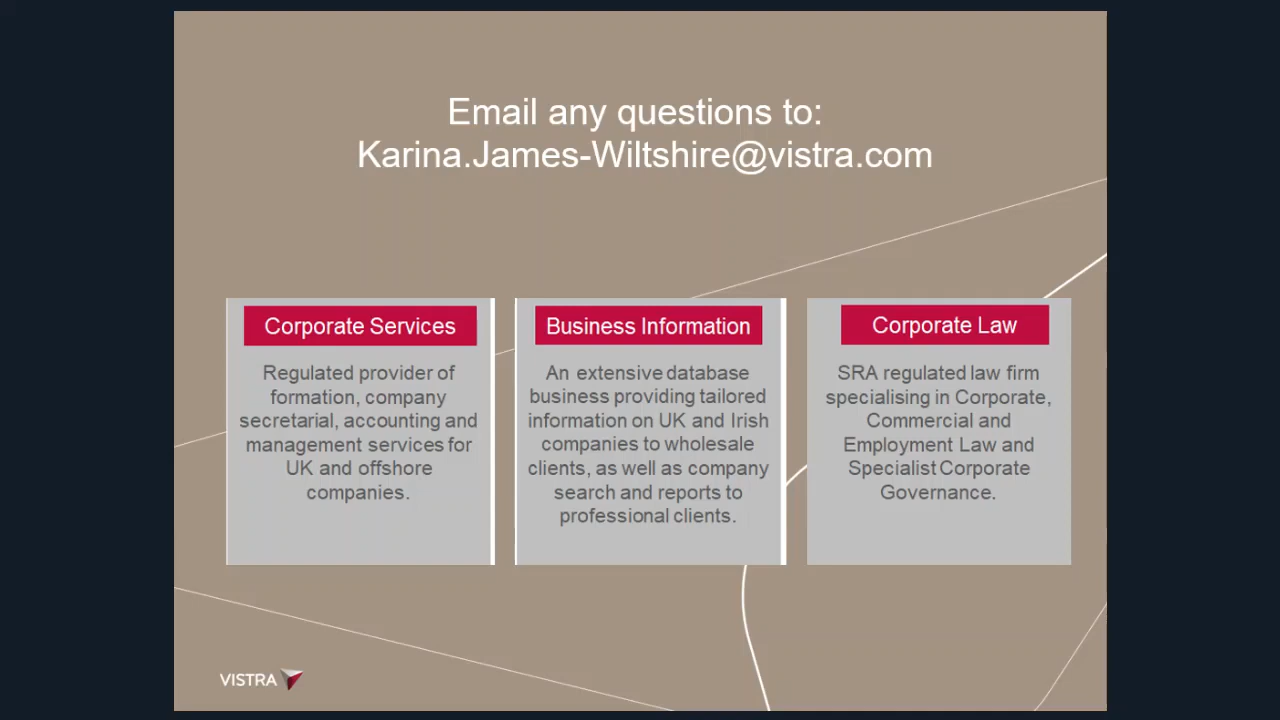 Email any questions to:
Karina.James-Wiltshire@vistra.com
Corporate Services
Regulated provider of
formation, company
secretarial, accounting and
management services for
UK and offshore
companies.
Business Information
An extensive database
business providing tailored
information on UK and Irish
companies to wholesale
clients, as well as company
search and reports to
professional clients.
Corporate Law
SRA regulated law firm
specialising in Corporate,
Commercial and
Employment Law and
Specialist Corporate
Governance.
VISTRA